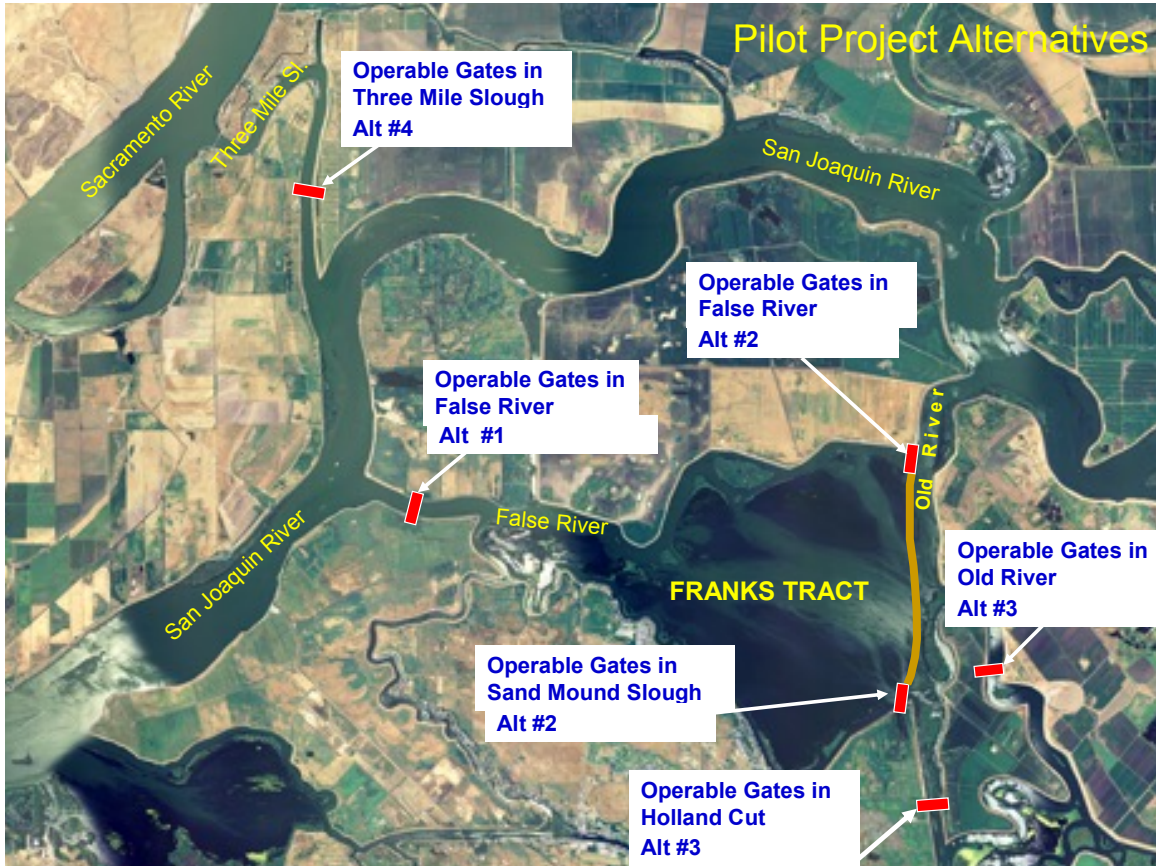 Pilot Project Alternatives
Operable Gates in
Three Mile Slough
Alt #4
Sacramento River
Three Mile Sl.
San Joaquin River
Operable Gates in
False River
Alt #2
Operable Gates in
False River
Alt #1
Old River
False River
San Joaquin River
Operable Gates in
Old River
Alt #3
FRANKS TRACT
Operable Gates in
Sand Mound Slough
Alt #2
Operable Gates in
Holland Cut
Alt #3